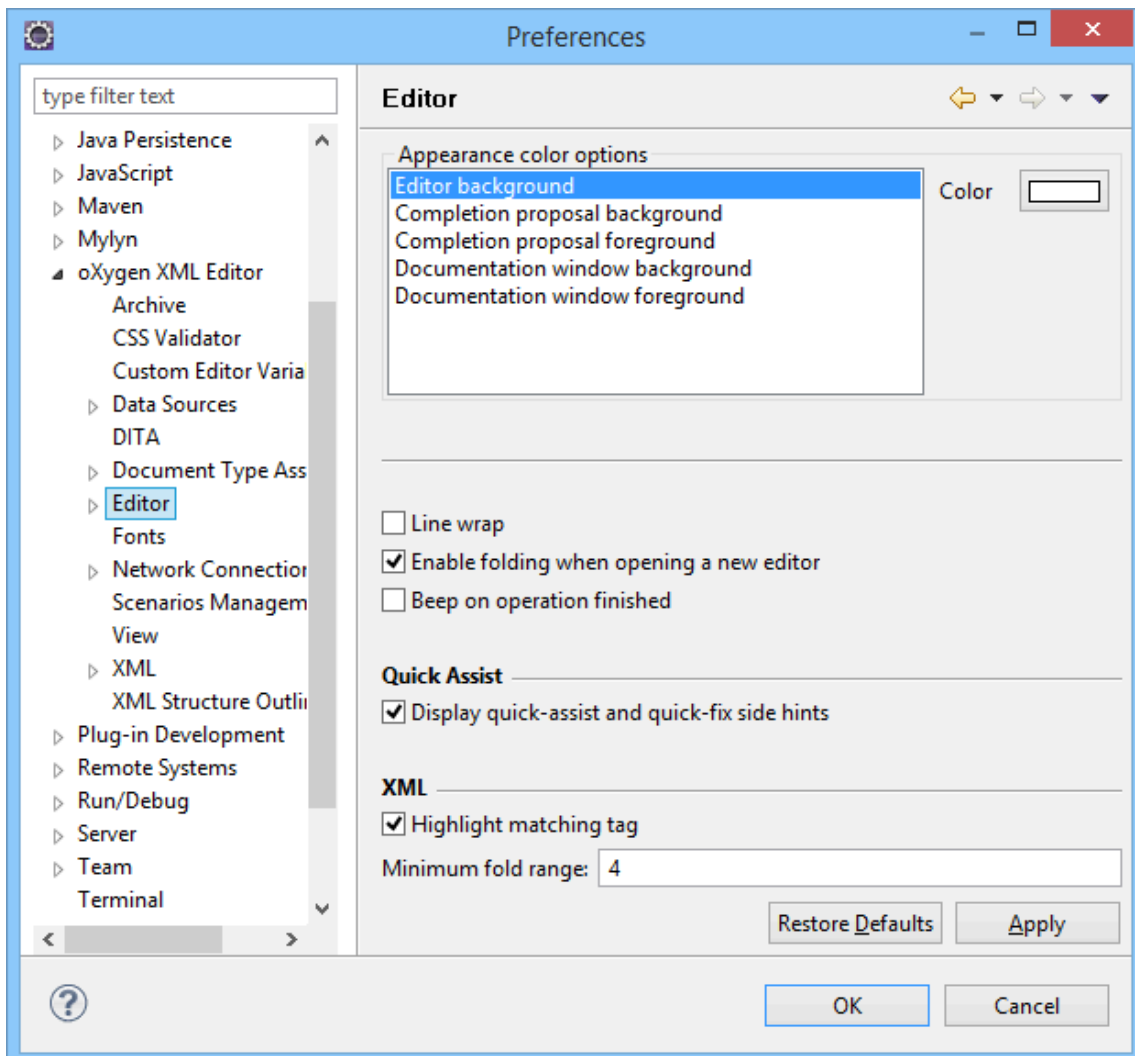 Preferences
type filter text
Java Persistence
JavaScript
Maven
Mylyn
oXygen XML Editor
Archive
CSS Validator
Custom Editor Varia
Data Sources
DITA
Document Type Ass
Editor
Fonts
Network Connection
Scenarios Managem
View
XML
XML Structure Outli
Plug-in Development
Remote Systems
Run/Debug
Server
Team
Terminal
Editor
Appearance color options
Editor background
Completion proposal background
Completion proposal foreground
Documentation window background
Documentation window foreground
Color
Line wrap
Enable folding when opening a new editor
Beep on operation finished
Quick Assist
Display quick-assist and quick-fix side hints
XML
Highlight matching tag
Minimum fold range: 4
Restore Defaults
Apply
?
OK
Cancel